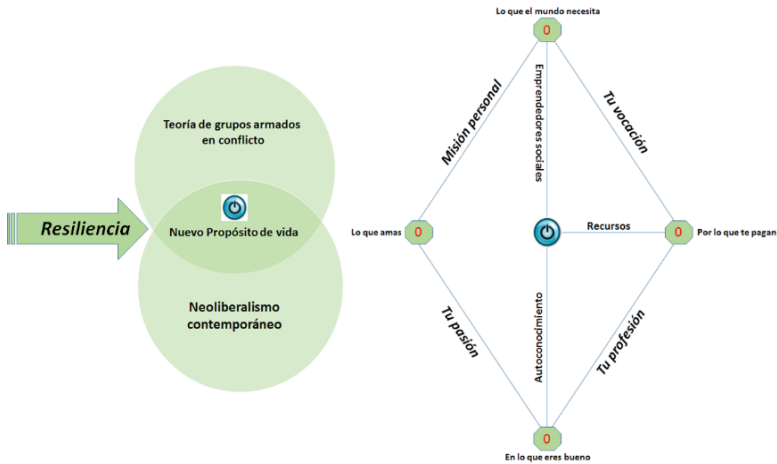 Lo que el mundo necesita
0
Teoría de grupos armados
en conflicto
Misión personal
Emprendedores sociales
Tu vocación
Resiliencia
Nuevo Propósito de vida
Lo que amas
0
Recursos
0
Por lo que te pagan
Neoliberalismo
contemporáneo
Tu pasión
Autoconodmiento
Tu profesión
0
En lo que eres bueno